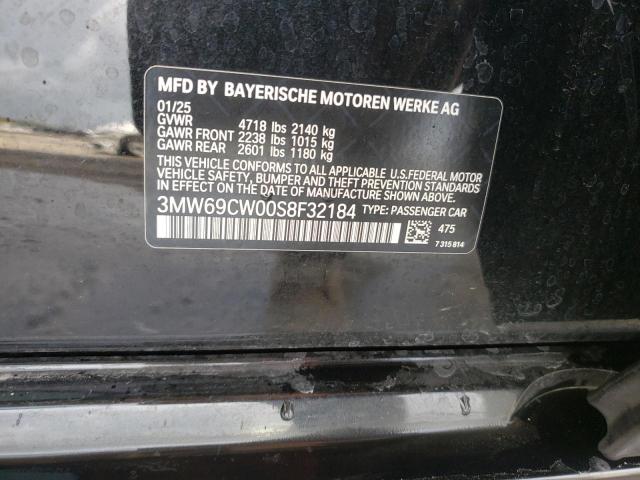 MFD BY BAYERISCHE MOTOREN WERKE AG
01/25
GVWR 4718 lbs 2140 kg
GAWR FRONT 2238 lbs 1015 kg
GAWR REAR 2601 lbs 1180 kg
THIS VEHICLE CONFORMS TO ALL APPLICABLE U.S.FEDERAL MOTOR
VEHICLE SAFETY, BUMPER AND THEFT PREVENTION STANDARDS
IN EFFECT ON THE DATE OF MANUFACTURE SHOWN ABOVE.
3MW69CW00S8F32184 TYPE: PASSENGER CAR
475
7 315 814